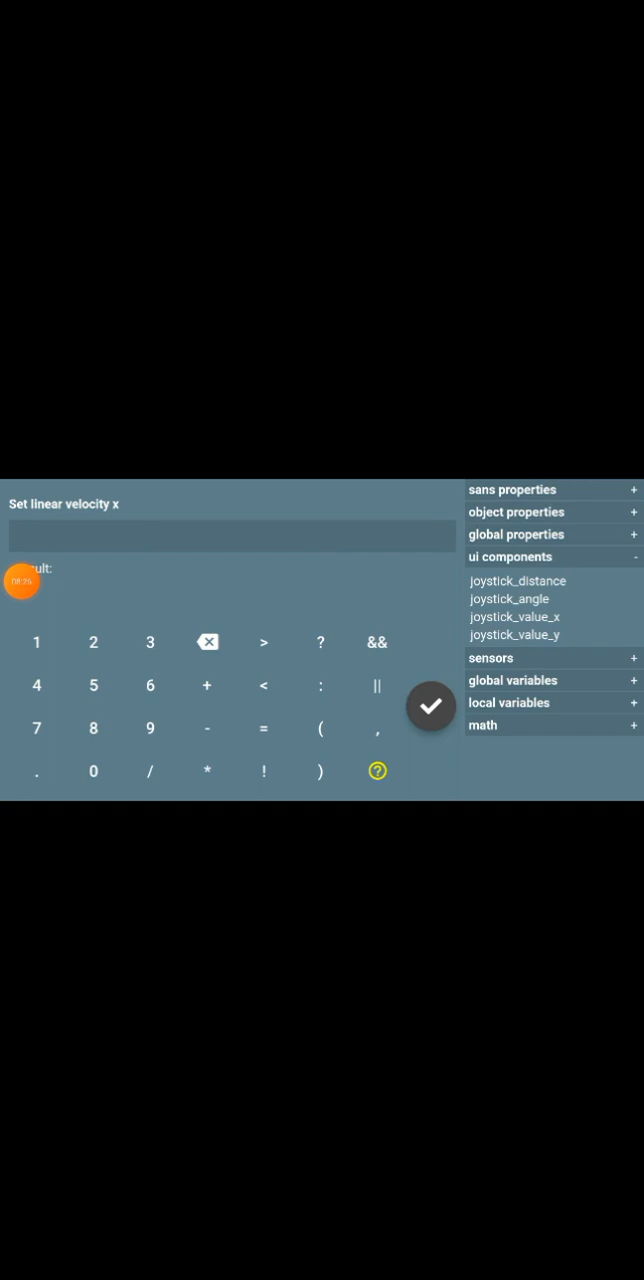 Set linear velocity x
ult:
08:26
1 2 3 > ? &&
4 5 6 + < : ||
7 8 9 - = ( ,
. 0 / * ! ) ?
sans properties +
object properties +
global properties +
ui components -
joystick_distance
joystick_angle
joystick_value_x
joystick_value_y
sensors +
global variables +
local variables +
math +